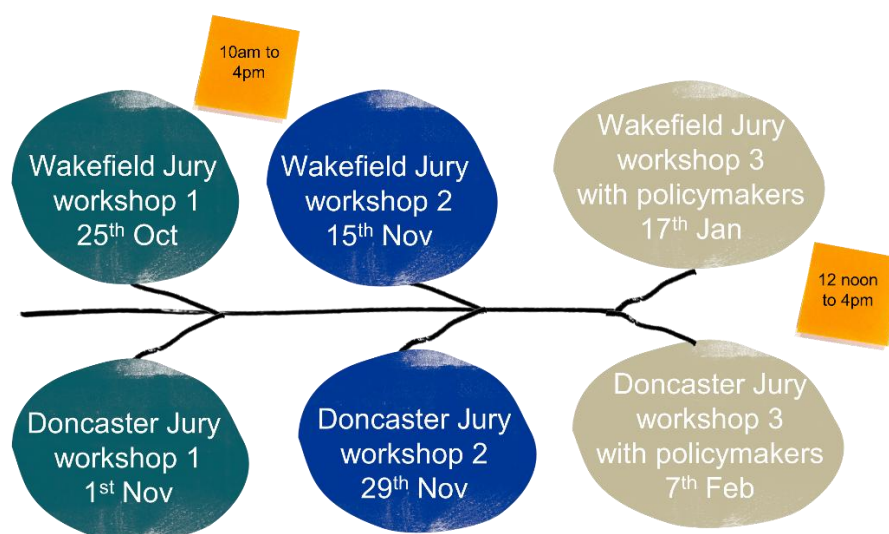 10am to
4pm
Wakefield Jury
workshop 1
25th Oct
Wakefield Jury
workshop 2
15th Nov
Wakefield Jury
workshop 3
with policymakers
17th Jan
12 noon
to 4pm
Doncaster Jury
workshop 1
1st Nov
Doncaster Jury
workshop 2
29th Nov
Doncaster Jury
workshop 3
with policymakers
7th Feb